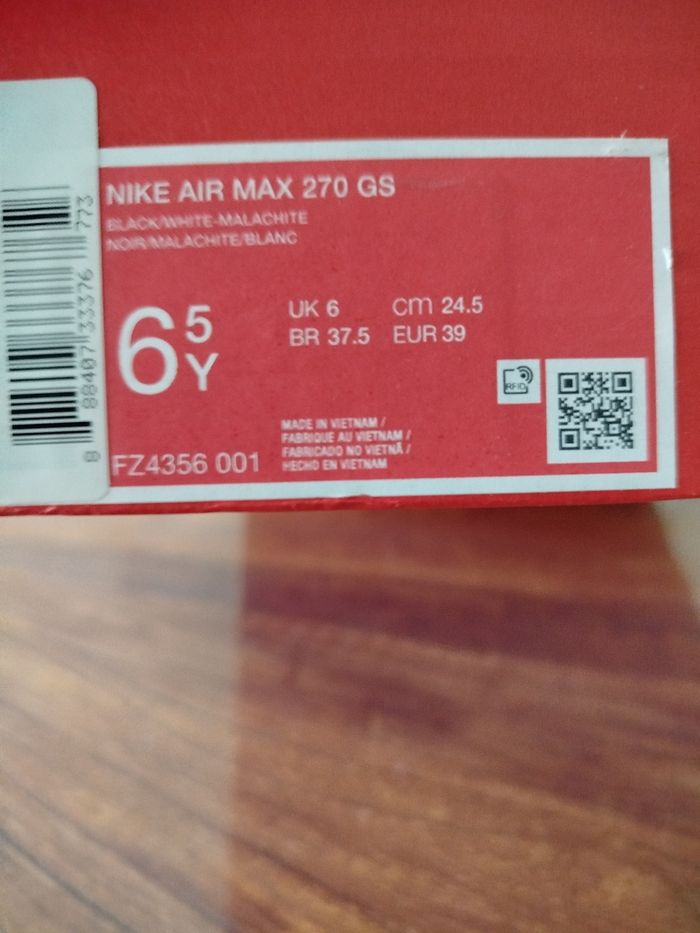 NIKE AIR MAX 270 GS
BLACK/WHITE-MALACHITE
NOIR/MALACHITE/BLANC
6 5 Y
UK 6 cm 24.5
BR 37.5 EUR 39
RFID
MADE IN VIETNAM /
FABRIQUE AU VIETNAM /
FABRICADO NO VIETNÃ /
HECHO EN VIETNAM
FZ4356 001
8 88407 33376 773